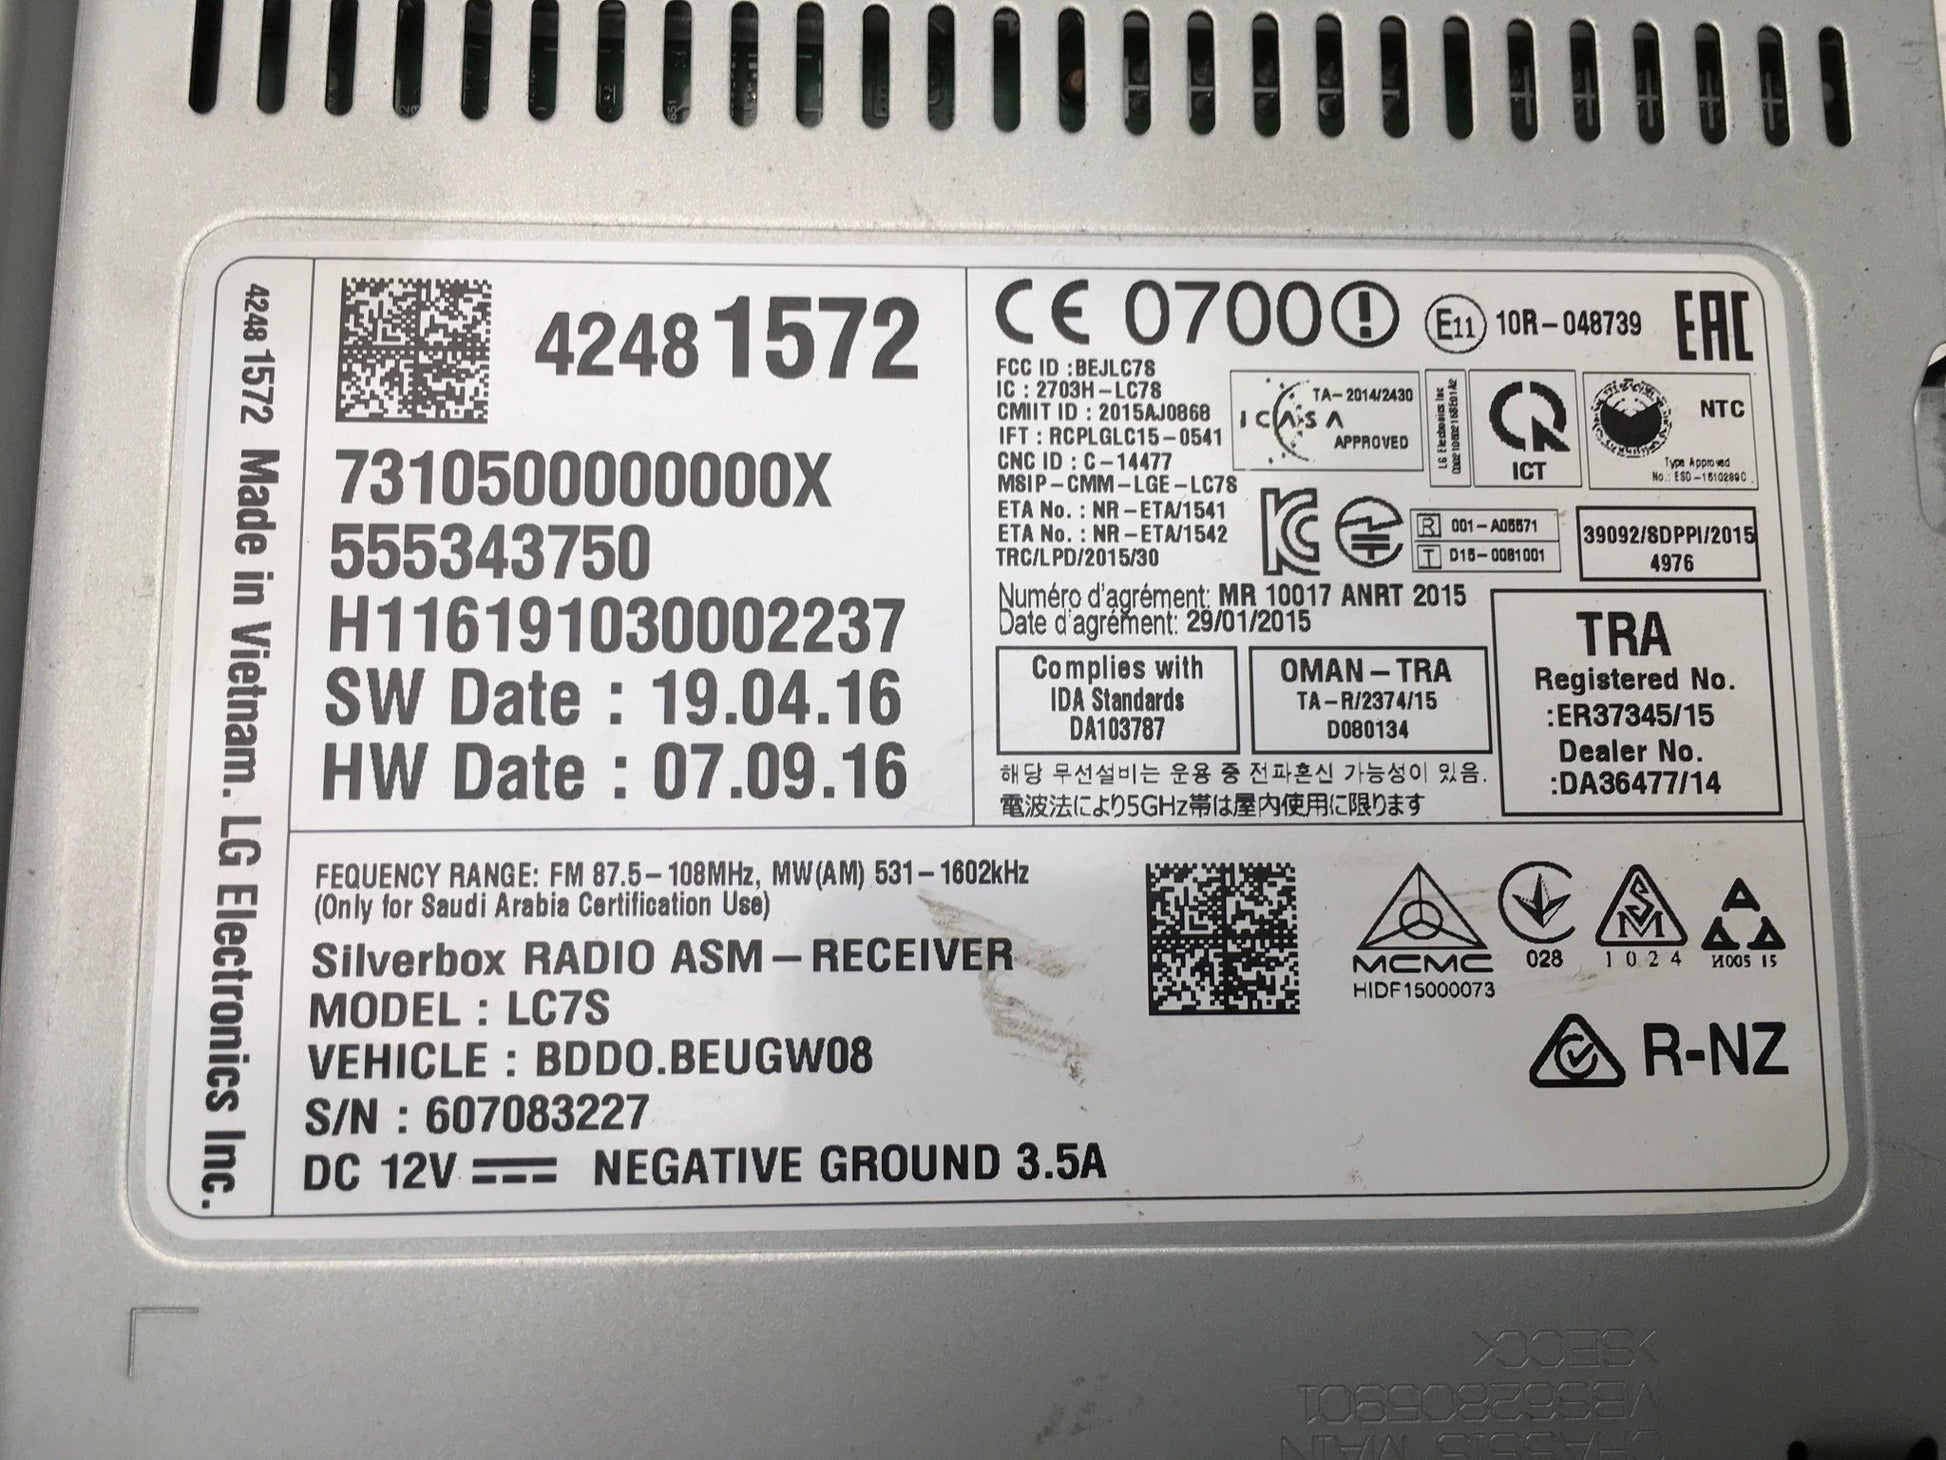 4248 1572 Made in Vietnam. LG Electronics Inc.
4248 1572
7310500000000X
555343750
H116191030002237
SW Date : 19.04.16
HW Date : 07.09.16
CE 0700
E11 10R-048739
EAC
FCC ID :BEJLC7S
IC : 2703H-LC7S
CMIIT ID : 2015AJ0868
IFT : RCPLGLC15-0541
CNC ID : C-14477
MSIP-CMM-LGE-LC7S
ETA No. : NR-ETA/1541
ETA No. : NR-ETA/1542
TRC/LPD/2015/30
TA-2014/2430
ICASA
APPROVED
LG Electronics Inc
ICT
NTC
Type Approved
R 001-A05571
T D15-0081001
39092/SDPPI/2015
4976
Numéro d'agrément: MR 10017 ANRT 2015
Date d'agrément: 29/01/2015
Complies with
IDA Standards
DA103787
OMAN-TRA
TA-R/2374/15
D080134
TRA
Registered No.
:ER37345/15
Dealer No.
:DA36477/14
해당 무선설비는 운용 중 전파혼신 가능성이 있음.
電波法により5GHz帯は屋内使用に限ります
FEQUENCY RANGE: FM 87.5-108MHz, MW(AM) 531-1602kHz
(Only for Saudi Arabia Certification Use)
Silverbox RADIO ASM-RECEIVER
MODEL : LC7S
VEHICLE : BDDO.BEUGW08
S/N : 607083227
DC 12V NEGATIVE GROUND 3.5A
MCMC
HIDF15000073
028
SM
1024
И005 15
R-NZ